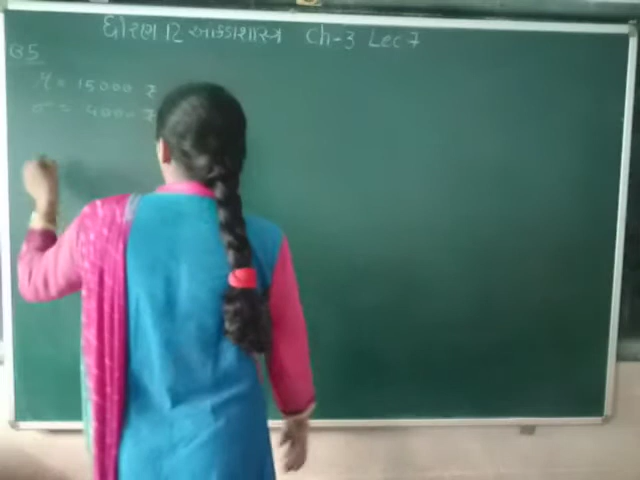 ધોરણ 12 આંકડાશાસ્ત્ર Ch-3 Lec 7
Q5
μ = 15000 ₹
σ = 4000 ₹